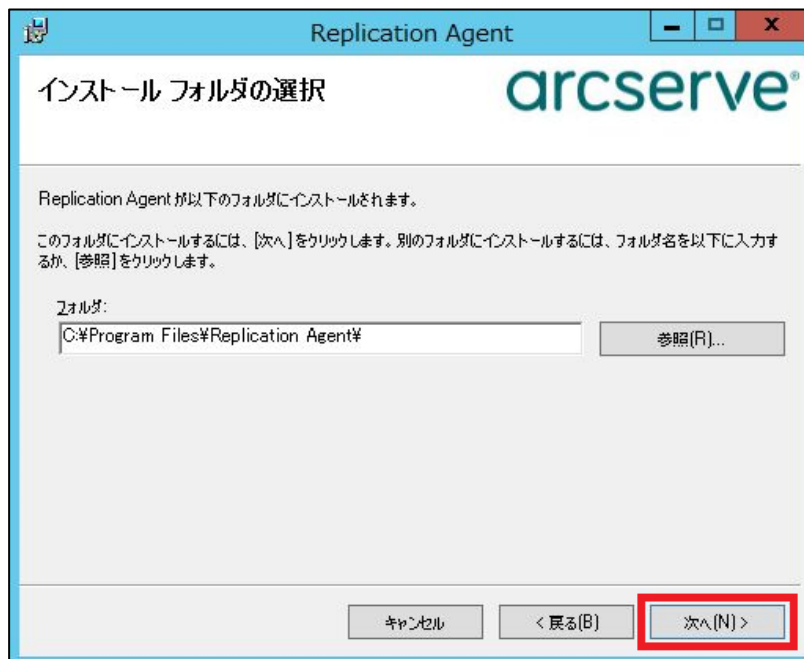 Replication Agent
インストール フォルダの選択
arcserve®
Replication Agent が以下のフォルダにインストールされます。
このフォルダにインストールするには、[次へ]をクリックします。別のフォルダにインストールするには、フォルダ名を以下に入力す
るか、[参照]をクリックします。
フォルダ:
C:¥Program Files¥Replication Agent¥
参照(R)...
キャンセル
< 戻る(B)
次へ(N) >